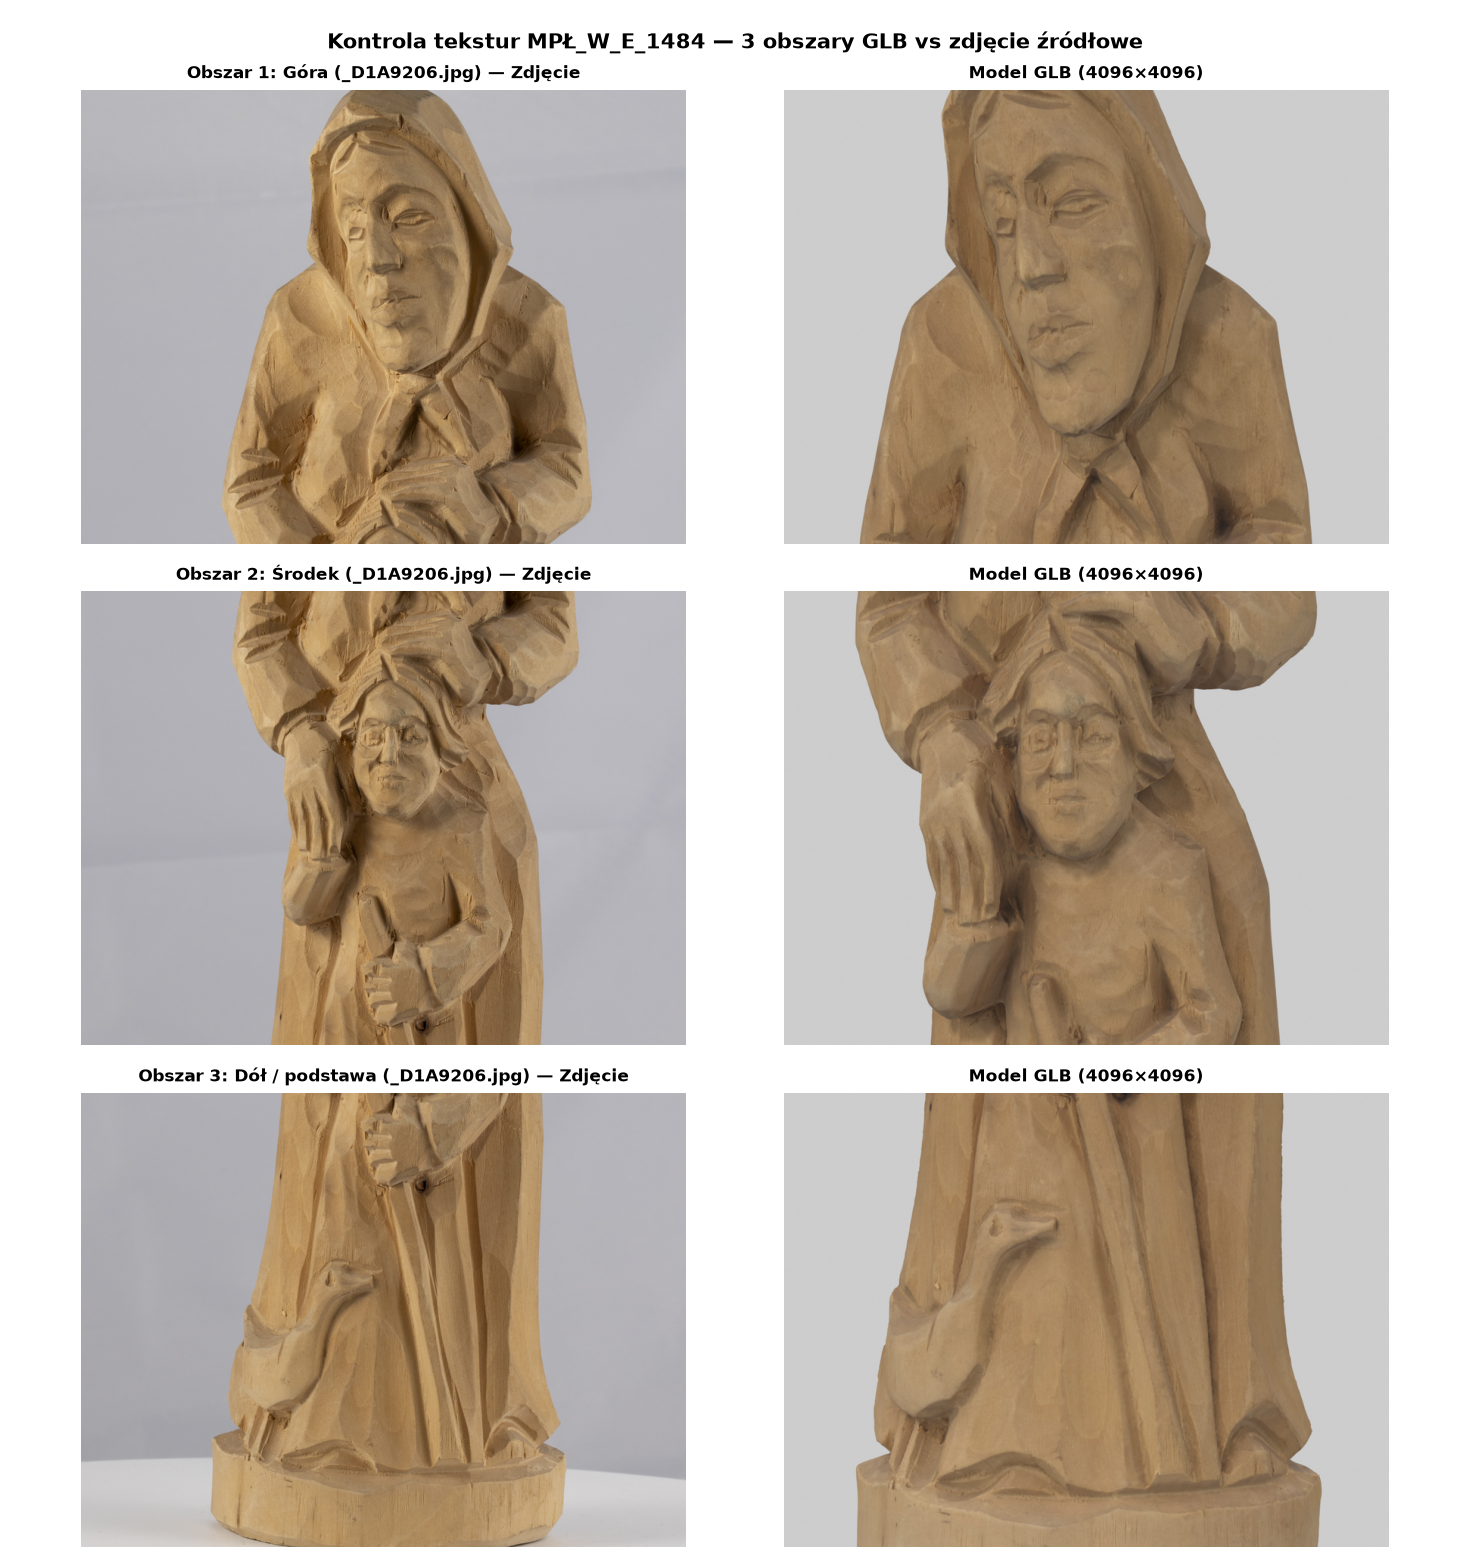 Kontrola tekstur MPŁ_W_E_1484 — 3 obszary GLB vs zdjęcie źródłowe
Obszar 1: Góra (_D1A9206.jpg) — Zdjęcie
Model GLB (4096×4096)
Obszar 2: Środek (_D1A9206.jpg) — Zdjęcie
Model GLB (4096×4096)
Obszar 3: Dół / podstawa (_D1A9206.jpg) — Zdjęcie
Model GLB (4096×4096)